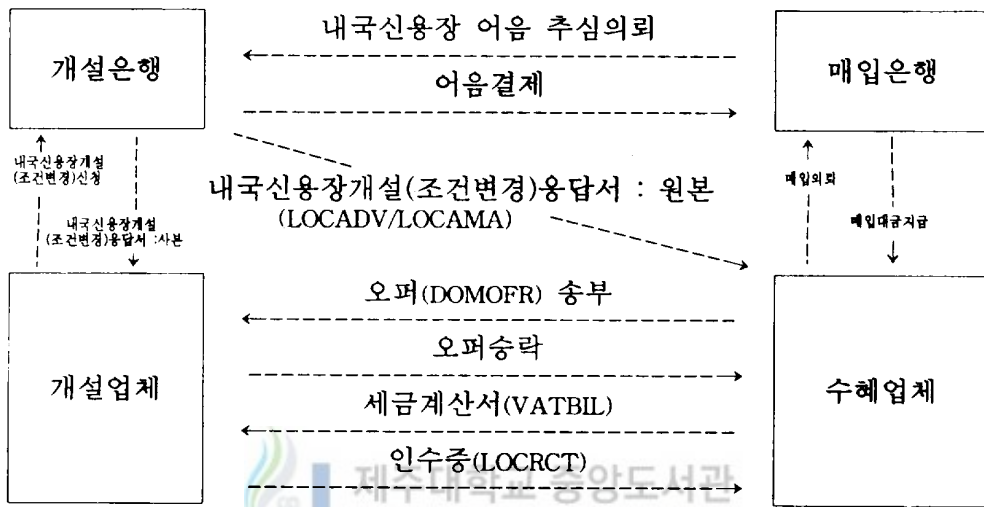 내국신용장 어음 추심의뢰
개설은행
매입은행
어음결제
내국신용장개설
(조건변경)신청
매입의뢰
내국신용장개설(조건변경)응답서 : 원본
(LOCADV/LOCAMA)
내국신용장개설
(조건변경)응답서 :사본
매입대금지급
오퍼(DOMOFR) 송부
오퍼승락
개설업체
수혜업체
세금계산서(VATBIL)
인수증(LOCRCT)
제주대학교 중앙도서관